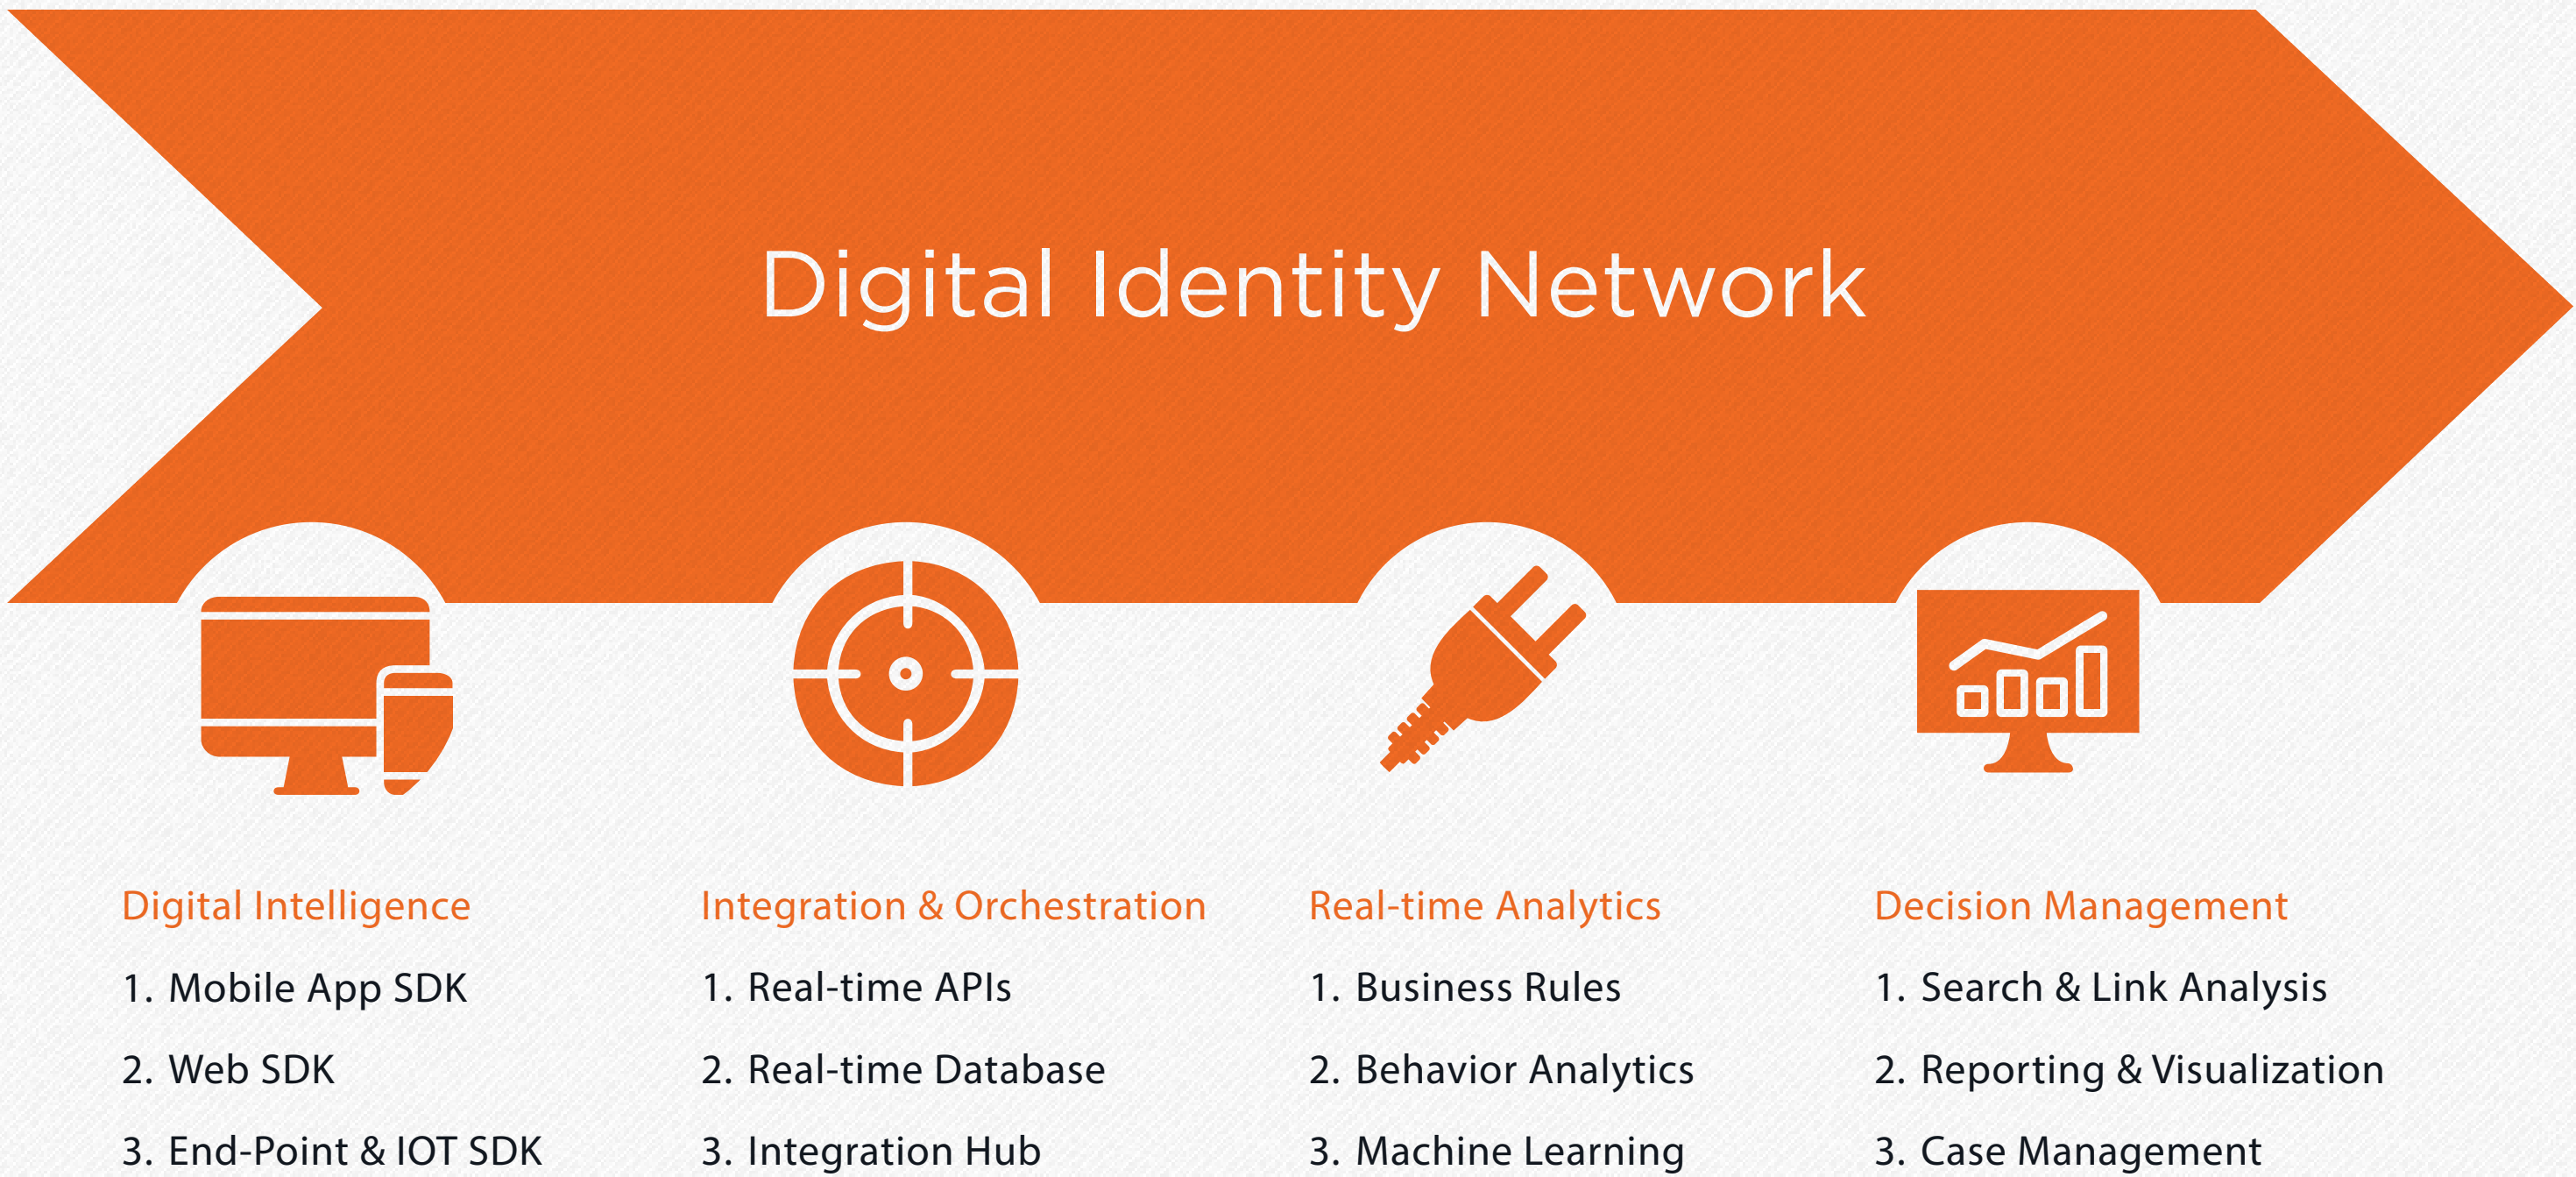 Digital Identity Network
Digital Intelligence
1. Mobile App SDK
2. Web SDK
3. End-Point & IOT SDK
Integration & Orchestration
1. Real-time APIs
2. Real-time Database
3. Integration Hub
Real-time Analytics
1. Business Rules
2. Behavior Analytics
3. Machine Learning
Decision Management
1. Search & Link Analysis
2. Reporting & Visualization
3. Case Management